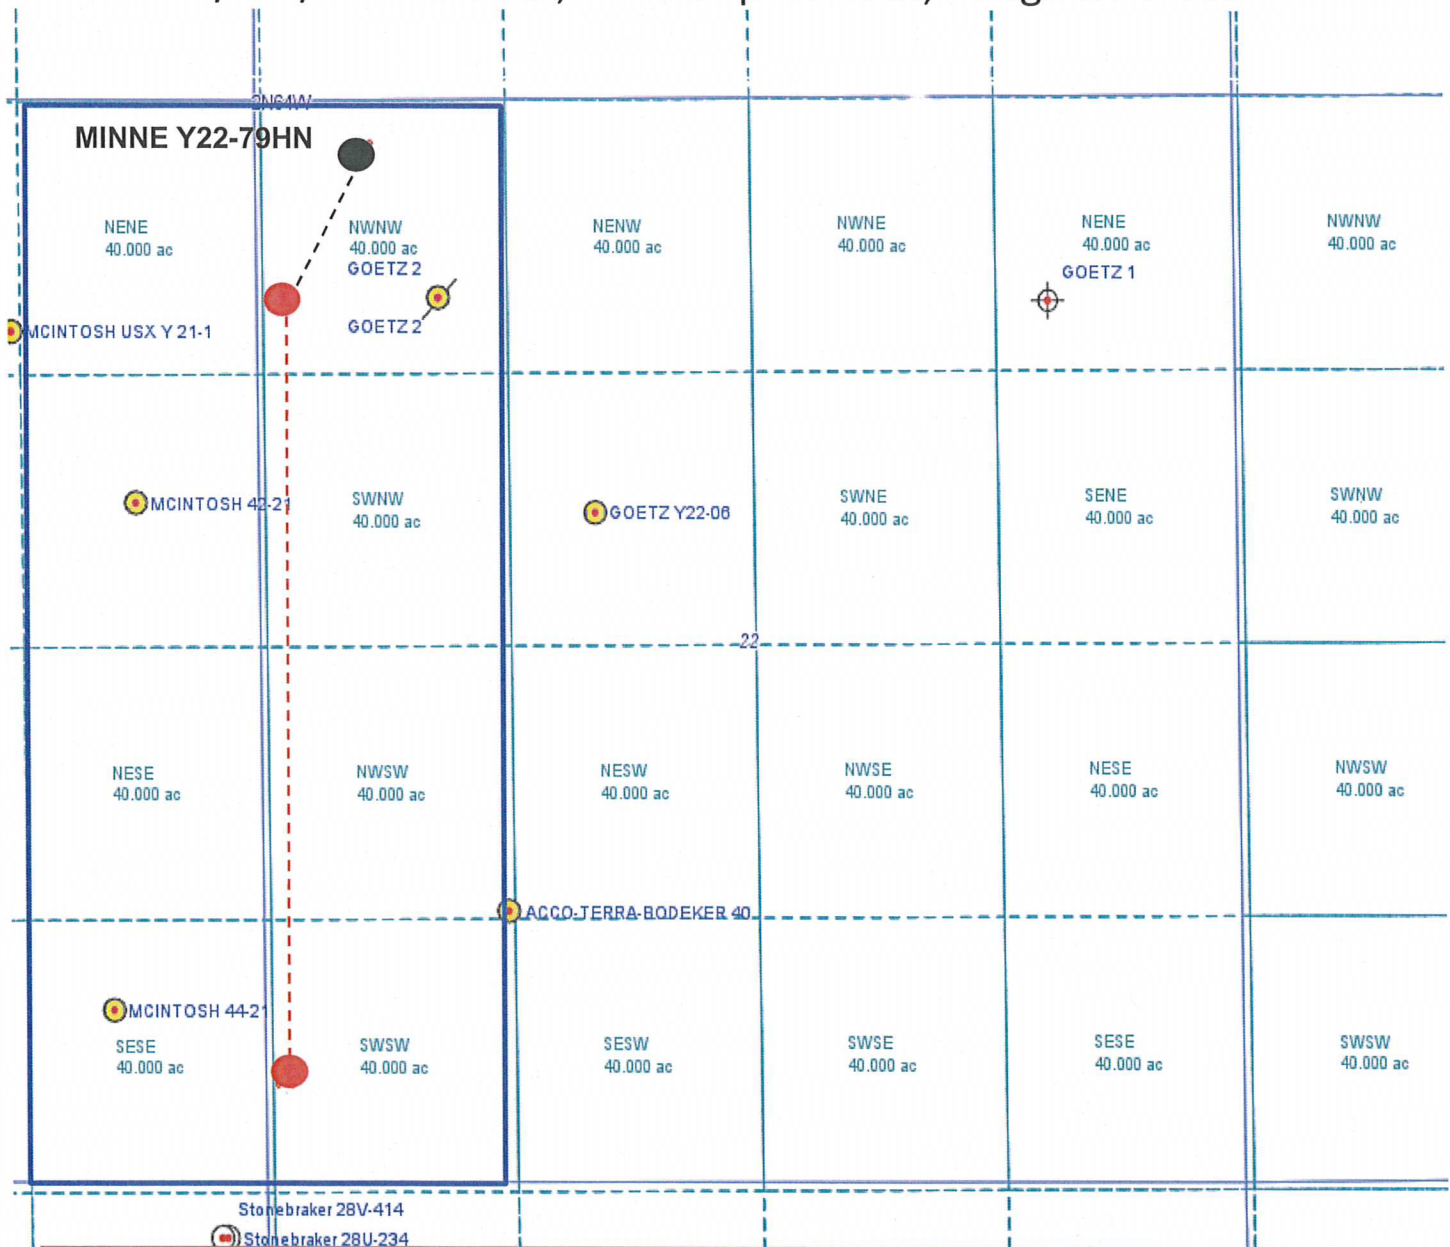 2N64W
MINNE Y22-79HN
NENE
40.000 ac
NWNW
40.000 ac
GOETZ 2
GOETZ 2
NENW
40.000 ac
NWNE
40.000 ac
NENE
40.000 ac
GOETZ 1
NWNW
40.000 ac
MCINTOSH USX Y 21-1
MCINTOSH 42-21
SWNW
40.000 ac
GOETZ Y22-06
SWNE
40.000 ac
SENE
40.000 ac
SWNW
40.000 ac
22
NESE
40.000 ac
NWSW
40.000 ac
NESW
40.000 ac
NWSE
40.000 ac
NESE
40.000 ac
NWSW
40.000 ac
ACCO-TERRA-BODEKER 40
MCINTOSH 44-21
SESE
40.000 ac
SWSW
40.000 ac
SESW
40.000 ac
SWSE
40.000 ac
SESE
40.000 ac
SWSW
40.000 ac
Stonebraker 28V-414
Stonebraker 28U-234